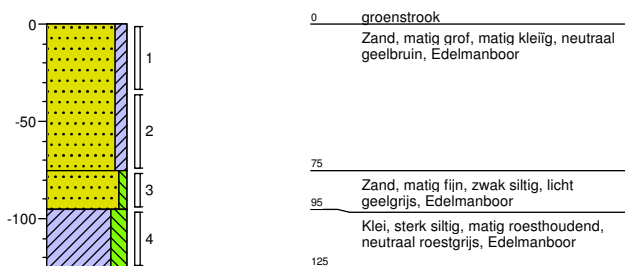 0
-50
-100
1
2
3
4
0 groenstrook
Zand, matig grof, matig kleiïg, neutraal
geelbruin, Edelmanboor
75
Zand, matig fijn, zwak siltig, licht
geelgrijs, Edelmanboor
95
Klei, sterk siltig, matig roesthoudend,
neutraal roestgrijs, Edelmanboor
125